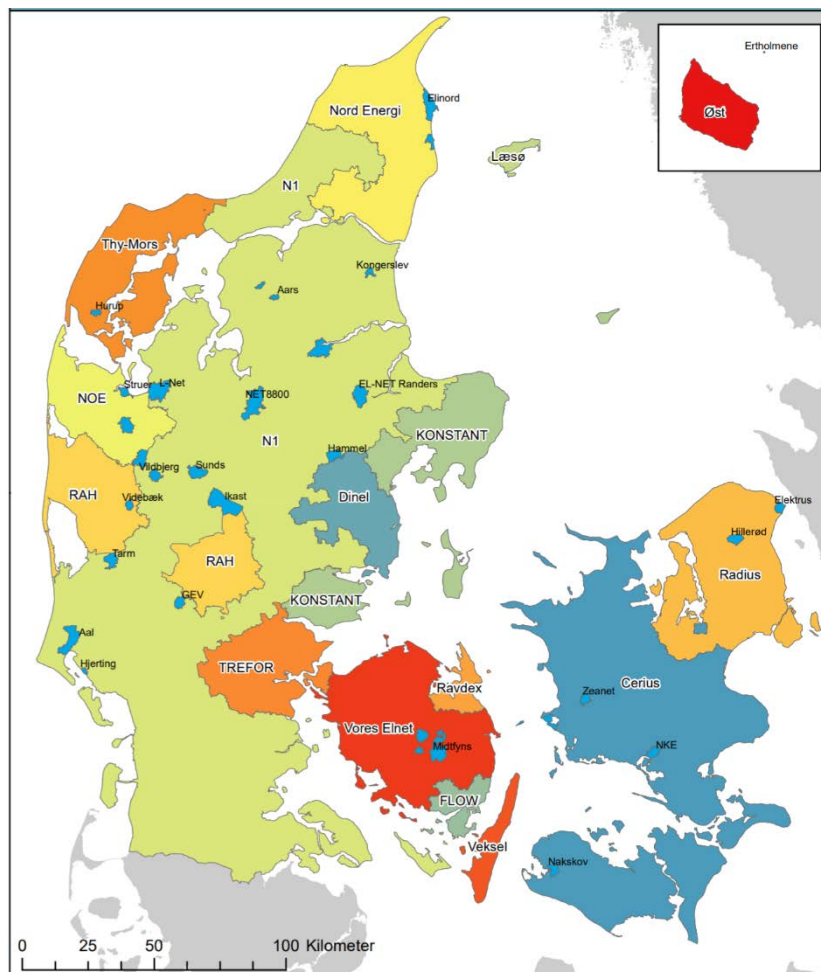 Ertholmene
Øst
Elinord
Nord Energi
Læsø
N1
Thy-Mors
Kongerslev
Aars
Hurup
Struer
L-Net
NET8800
EL-NET Randers
NOE
KONSTANT
N1
Hammel
Vildbjerg
Sunds
RAH
Videbæk
Ikast
Dinel
Elektrus
Hillerød
Tarm
RAH
Radius
GEV
KONSTANT
Aal
Hjerting
TREFOR
Ravdex
Cerius
Zeanet
Vores Elnet
Midtfyns
NKE
FLOW
Veksel
Nakskov
0 25 50 100 Kilometer